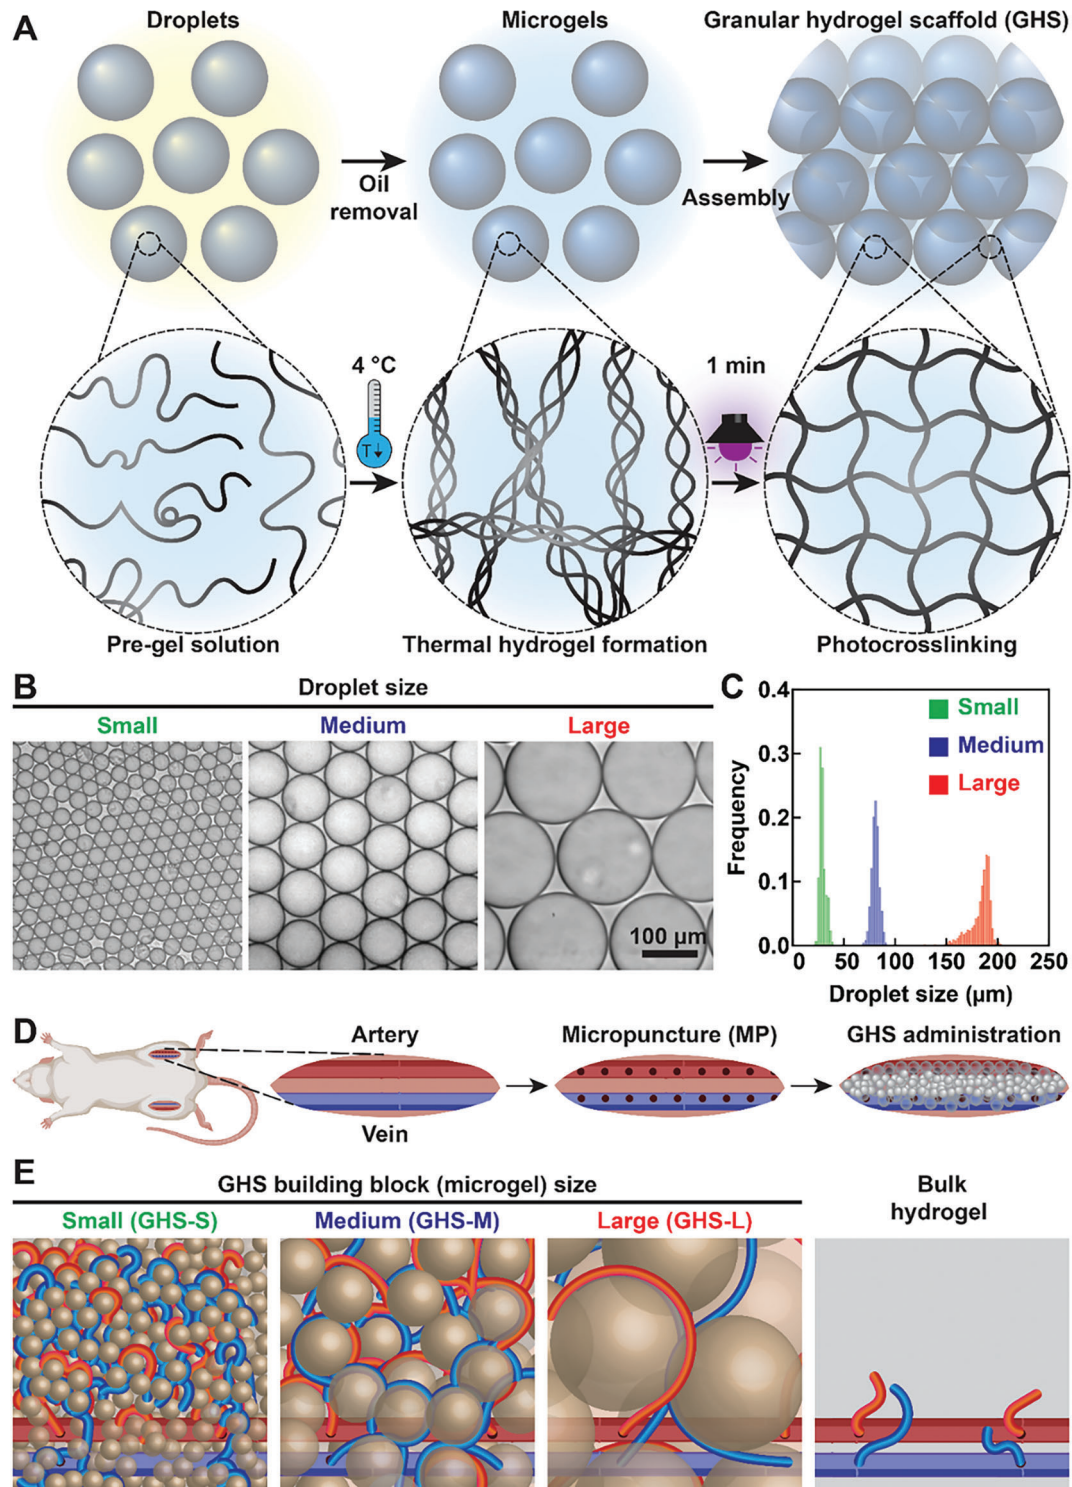 A
Droplets
Microgels
Granular hydrogel scaffold (GHS)
Oil
removal
Assembly
4 °C
T↓
1 min
Pre-gel solution
Thermal hydrogel formation
Photocrosslinking
B
Droplet size
Small
Medium
Large
100 µm
C
Frequency
0.4
0.3
0.2
0.1
0.0
0 50 100 150 200 250
Droplet size (µm)
Small
Medium
Large
D
Artery
Vein
Micropuncture (MP)
GHS administration
E
GHS building block (microgel) size
Small (GHS-S)
Medium (GHS-M)
Large (GHS-L)
Bulk
hydrogel